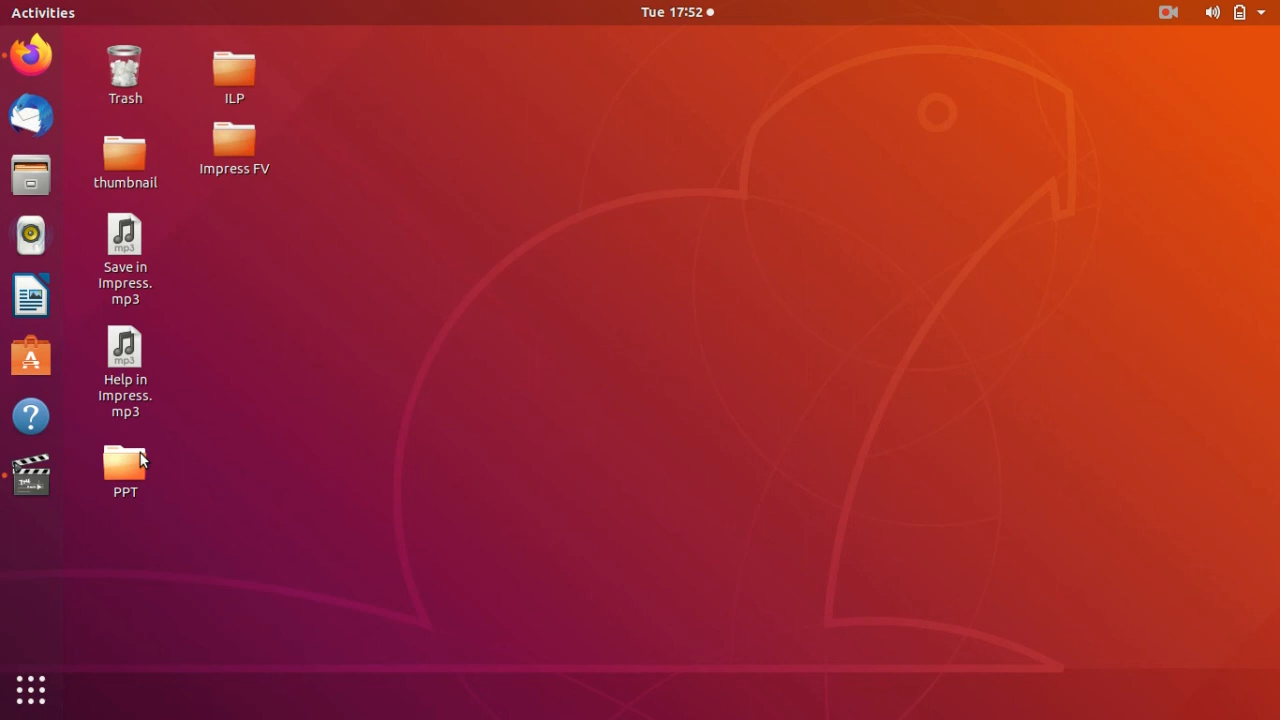 Activities
Tue 17:52
Trash
ILP
thumbnail
Impress FV
Save in
Impress.
mp3
Help in
Impress.
mp3
PPT
mp3
mp3